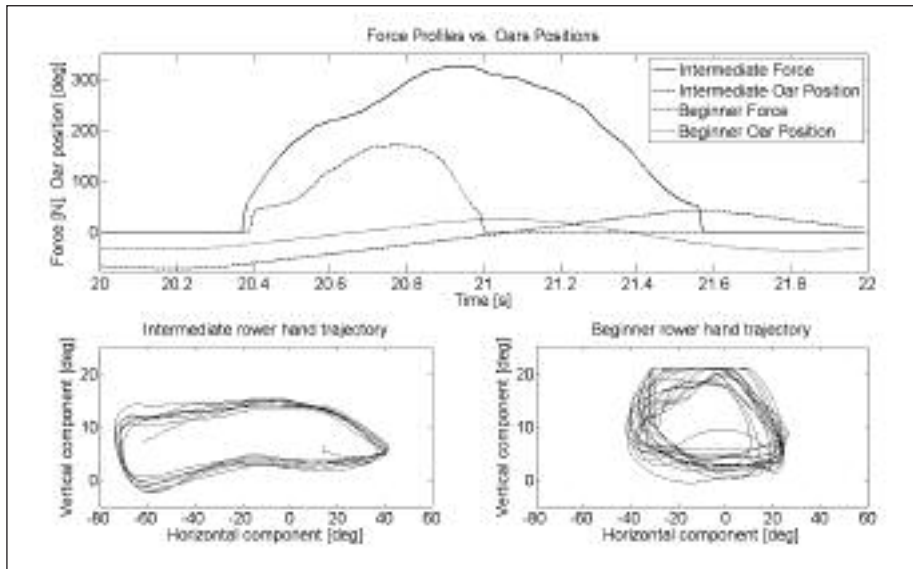 Force Profiles vs. Oars Positions
Force [N], Oar position [deg]
300
200
100
0
Intermediate Force
Intermediate Oar Position
Beginner Force
Beginner Oar Position
20 20.2 20.4 20.6 20.8 21 21.2 21.4 21.6 21.8 22
Time [s]
Intermediate rower hand trajectory
Vertical component [deg]
20
10
0
-80 -60 -40 -20 0 20 40 60
Horizontal component [deg]
Beginner rower hand trajectory
Vertical component [deg]
20
10
0
-80 -60 -40 -20 0 20 40 60
Horizontal component [deg]